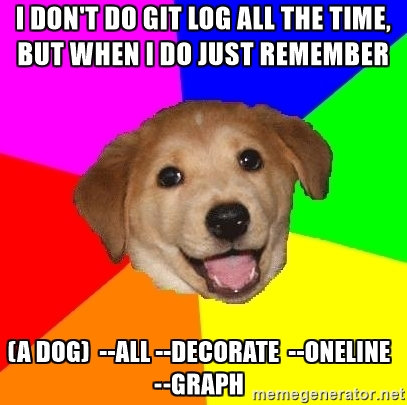 I DON'T DO GIT LOG ALL THE TIME,
BUT WHEN I DO JUST REMEMBER
(A DOG) --ALL --DECORATE --ONELINE
--GRAPH
memegenerator.net